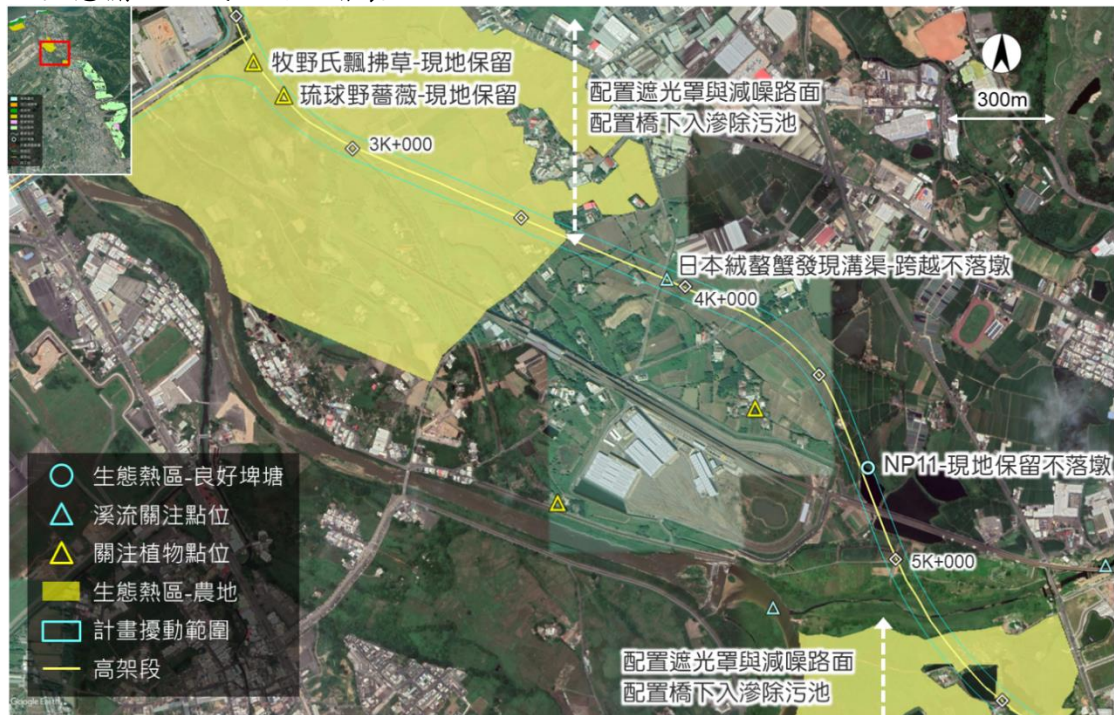 牧野氏飄拂草-現地保留
琉球野薔薇-現地保留
配置遮光罩與減噪路面
配置橋下入滲除污池
300m
3K+000
日本絨螯蟹發現溝渠-跨越不落墩
4K+000
NP11-現地保留不落墩
5K+000
生態熱區-良好埤塘
溪流關注點位
關注植物點位
生態熱區-農地
計畫擾動範圍
高架段
配置遮光罩與減噪路面
配置橋下入滲除污池
Google Earth